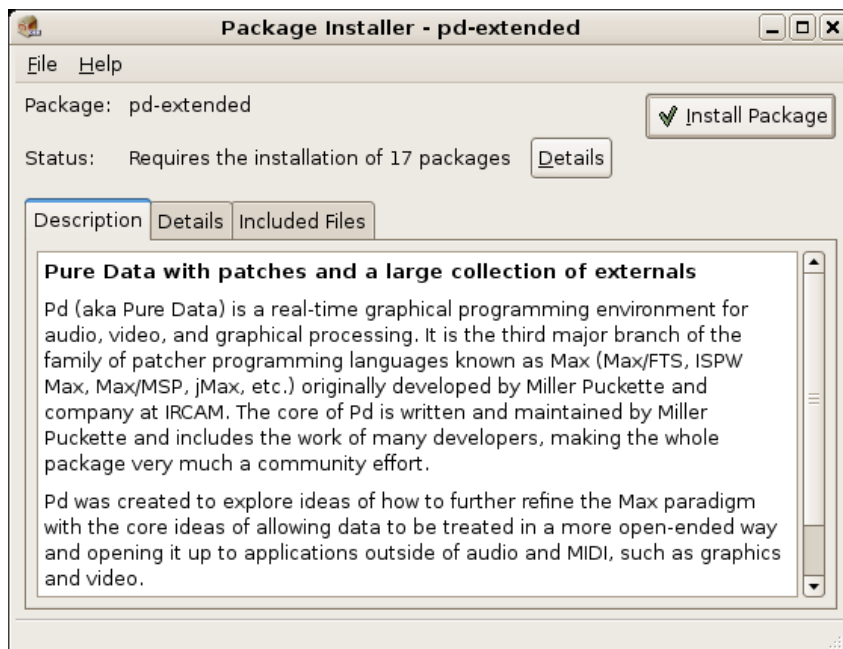 Package Installer - pd-extended
File Help
Package: pd-extended
Install Package
Status: Requires the installation of 17 packages Details
Description Details Included Files
Pure Data with patches and a large collection of externals
Pd (aka Pure Data) is a real-time graphical programming environment for
audio, video, and graphical processing. It is the third major branch of the
family of patcher programming languages known as Max (Max/FTS, ISPW
Max, Max/MSP, jMax, etc.) originally developed by Miller Puckette and
company at IRCAM. The core of Pd is written and maintained by Miller
Puckette and includes the work of many developers, making the whole
package very much a community effort.
Pd was created to explore ideas of how to further refine the Max paradigm
with the core ideas of allowing data to be treated in a more open-ended way
and opening it up to applications outside of audio and MIDI, such as graphics
and video.